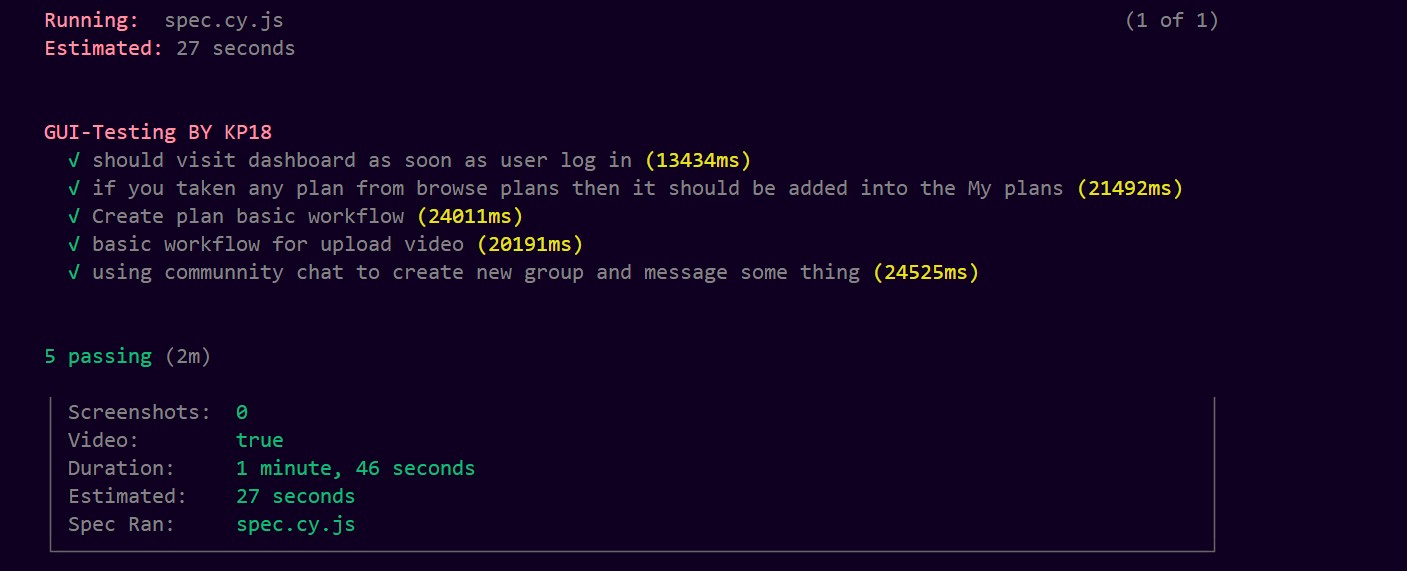 Running: spec.cy.js (1 of 1)
Estimated: 27 seconds
GUI-Testing BY KP18
√ should visit dashboard as soon as user log in (13434ms)
√ if you taken any plan from browse plans then it should be added into the My plans (21492ms)
√ Create plan basic workflow (24011ms)
√ basic workflow for upload video (20191ms)
√ using communnity chat to create new group and message some thing (24525ms)
5 passing (2m)
Screenshots: 0
Video: true
Duration: 1 minute, 46 seconds
Estimated: 27 seconds
Spec Ran: spec.cy.js